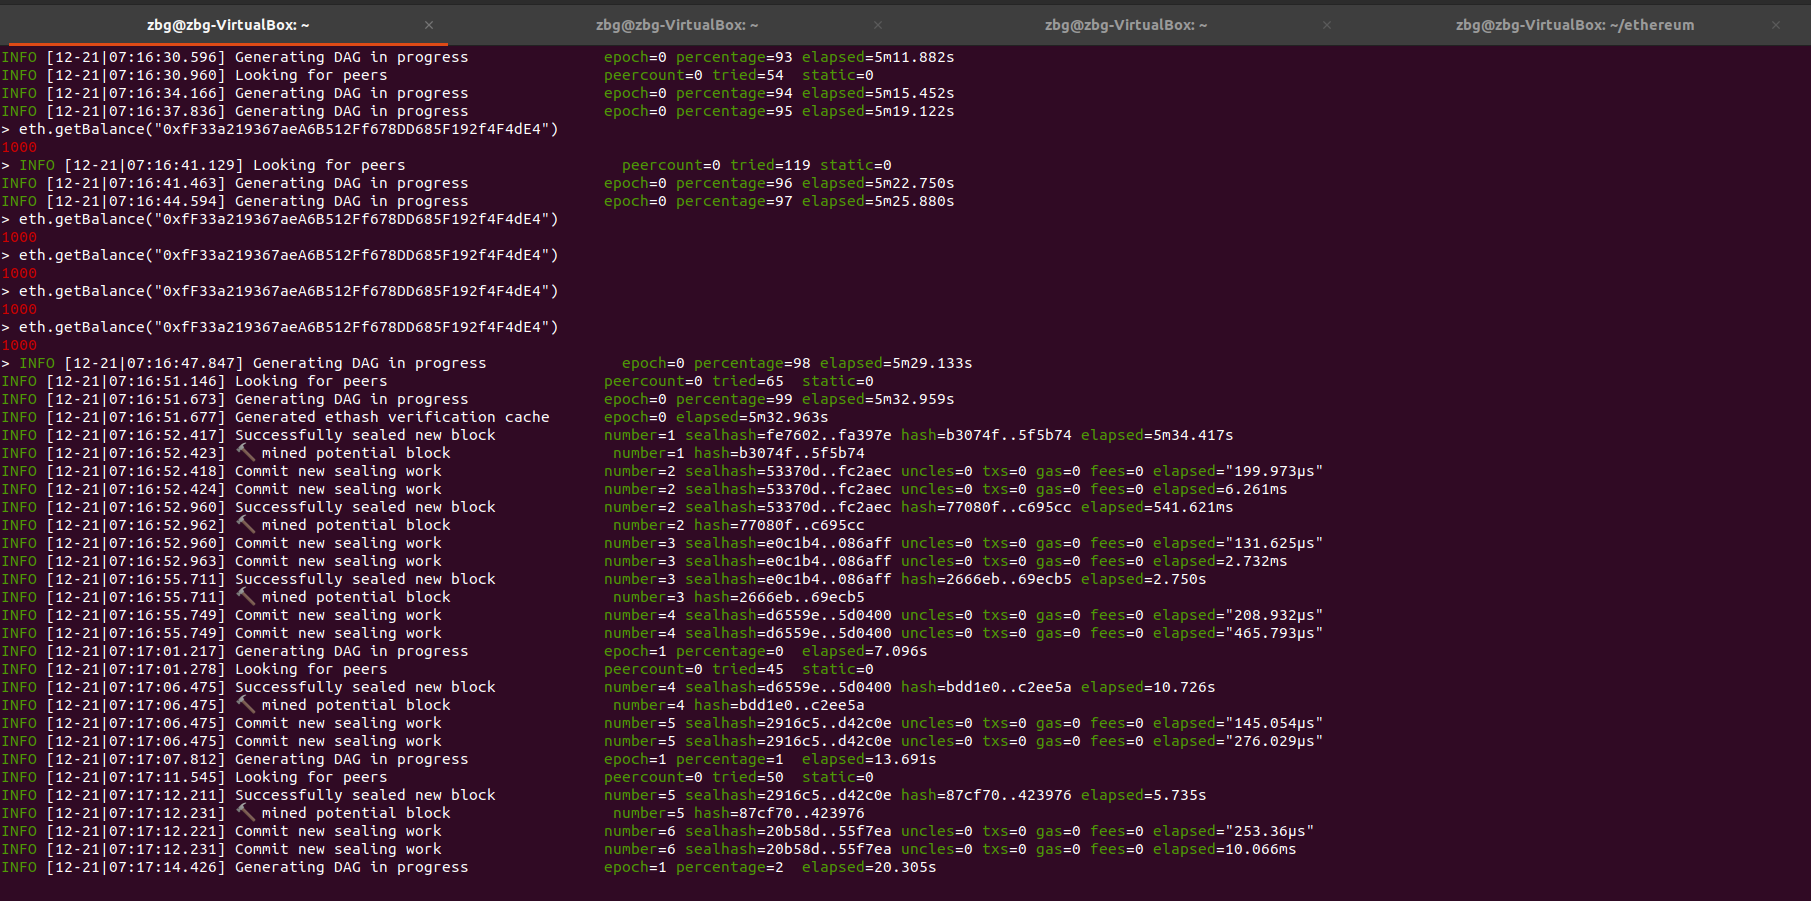 zbg@zbg-VirtualBox: ~ × zbg@zbg-VirtualBox: ~ × zbg@zbg-VirtualBox: ~ × zbg@zbg-VirtualBox: ~/ethereum ×
INFO [12-21|07:16:30.596] Generating DAG in progress epoch=0 percentage=93 elapsed=5m11.882s
INFO [12-21|07:16:30.960] Looking for peers peercount=0 tried=54 static=0
INFO [12-21|07:16:34.166] Generating DAG in progress epoch=0 percentage=94 elapsed=5m15.452s
INFO [12-21|07:16:37.836] Generating DAG in progress epoch=0 percentage=95 elapsed=5m19.122s
> eth.getBalance("0xfF33a219367aeA6B512Ff678DD685F192f4F4dE4")
1000
> INFO [12-21|07:16:41.129] Looking for peers peercount=0 tried=119 static=0
INFO [12-21|07:16:41.463] Generating DAG in progress epoch=0 percentage=96 elapsed=5m22.750s
INFO [12-21|07:16:44.594] Generating DAG in progress epoch=0 percentage=97 elapsed=5m25.880s
> eth.getBalance("0xfF33a219367aeA6B512Ff678DD685F192f4F4dE4")
1000
> eth.getBalance("0xfF33a219367aeA6B512Ff678DD685F192f4F4dE4")
1000
> eth.getBalance("0xfF33a219367aeA6B512Ff678DD685F192f4F4dE4")
1000
> eth.getBalance("0xfF33a219367aeA6B512Ff678DD685F192f4F4dE4")
1000
> INFO [12-21|07:16:47.847] Generating DAG in progress epoch=0 percentage=98 elapsed=5m29.133s
INFO [12-21|07:16:51.146] Looking for peers peercount=0 tried=65 static=0
INFO [12-21|07:16:51.673] Generating DAG in progress epoch=0 percentage=99 elapsed=5m32.959s
INFO [12-21|07:16:51.677] Generated ethash verification cache epoch=0 elapsed=5m32.963s
INFO [12-21|07:16:52.417] Successfully sealed new block number=1 sealhash=fe7602..fa397e hash=b3074f..5f5b74 elapsed=5m34.417s
INFO [12-21|07:16:52.423] 🔨 mined potential block number=1 hash=b3074f..5f5b74
INFO [12-21|07:16:52.418] Commit new sealing work number=2 sealhash=53370d..fc2aec uncles=0 txs=0 gas=0 fees=0 elapsed="199.973µs"
INFO [12-21|07:16:52.424] Commit new sealing work number=2 sealhash=53370d..fc2aec uncles=0 txs=0 gas=0 fees=0 elapsed=6.261ms
INFO [12-21|07:16:52.960] Successfully sealed new block number=2 sealhash=53370d..fc2aec hash=77080f..c695cc elapsed=541.621ms
INFO [12-21|07:16:52.962] 🔨 mined potential block number=2 hash=77080f..c695cc
INFO [12-21|07:16:52.960] Commit new sealing work number=3 sealhash=e0c1b4..086aff uncles=0 txs=0 gas=0 fees=0 elapsed="131.625µs"
INFO [12-21|07:16:52.963] Commit new sealing work number=3 sealhash=e0c1b4..086aff uncles=0 txs=0 gas=0 fees=0 elapsed=2.732ms
INFO [12-21|07:16:55.711] Successfully sealed new block number=3 sealhash=e0c1b4..086aff hash=2666eb..69ecb5 elapsed=2.750s
INFO [12-21|07:16:55.711] 🔨 mined potential block number=3 hash=2666eb..69ecb5
INFO [12-21|07:16:55.749] Commit new sealing work number=4 sealhash=d6559e..5d0400 uncles=0 txs=0 gas=0 fees=0 elapsed="208.932µs"
INFO [12-21|07:16:55.749] Commit new sealing work number=4 sealhash=d6559e..5d0400 uncles=0 txs=0 gas=0 fees=0 elapsed="465.793µs"
INFO [12-21|07:17:01.217] Generating DAG in progress epoch=1 percentage=0 elapsed=7.096s
INFO [12-21|07:17:01.278] Looking for peers peercount=0 tried=45 static=0
INFO [12-21|07:17:06.475] Successfully sealed new block number=4 sealhash=d6559e..5d0400 hash=bdd1e0..c2ee5a elapsed=10.726s
INFO [12-21|07:17:06.475] 🔨 mined potential block number=4 hash=bdd1e0..c2ee5a
INFO [12-21|07:17:06.475] Commit new sealing work number=5 sealhash=2916c5..d42c0e uncles=0 txs=0 gas=0 fees=0 elapsed="145.054µs"
INFO [12-21|07:17:06.475] Commit new sealing work number=5 sealhash=2916c5..d42c0e uncles=0 txs=0 gas=0 fees=0 elapsed="276.029µs"
INFO [12-21|07:17:07.812] Generating DAG in progress epoch=1 percentage=1 elapsed=13.691s
INFO [12-21|07:17:11.545] Looking for peers peercount=0 tried=50 static=0
INFO [12-21|07:17:12.211] Successfully sealed new block number=5 sealhash=2916c5..d42c0e hash=87cf70..423976 elapsed=5.735s
INFO [12-21|07:17:12.231] 🔨 mined potential block number=5 hash=87cf70..423976
INFO [12-21|07:17:12.221] Commit new sealing work number=6 sealhash=20b58d..55f7ea uncles=0 txs=0 gas=0 fees=0 elapsed="253.36µs"
INFO [12-21|07:17:12.231] Commit new sealing work number=6 sealhash=20b58d..55f7ea uncles=0 txs=0 gas=0 fees=0 elapsed=10.066ms
INFO [12-21|07:17:14.426] Generating DAG in progress epoch=1 percentage=2 elapsed=20.305s